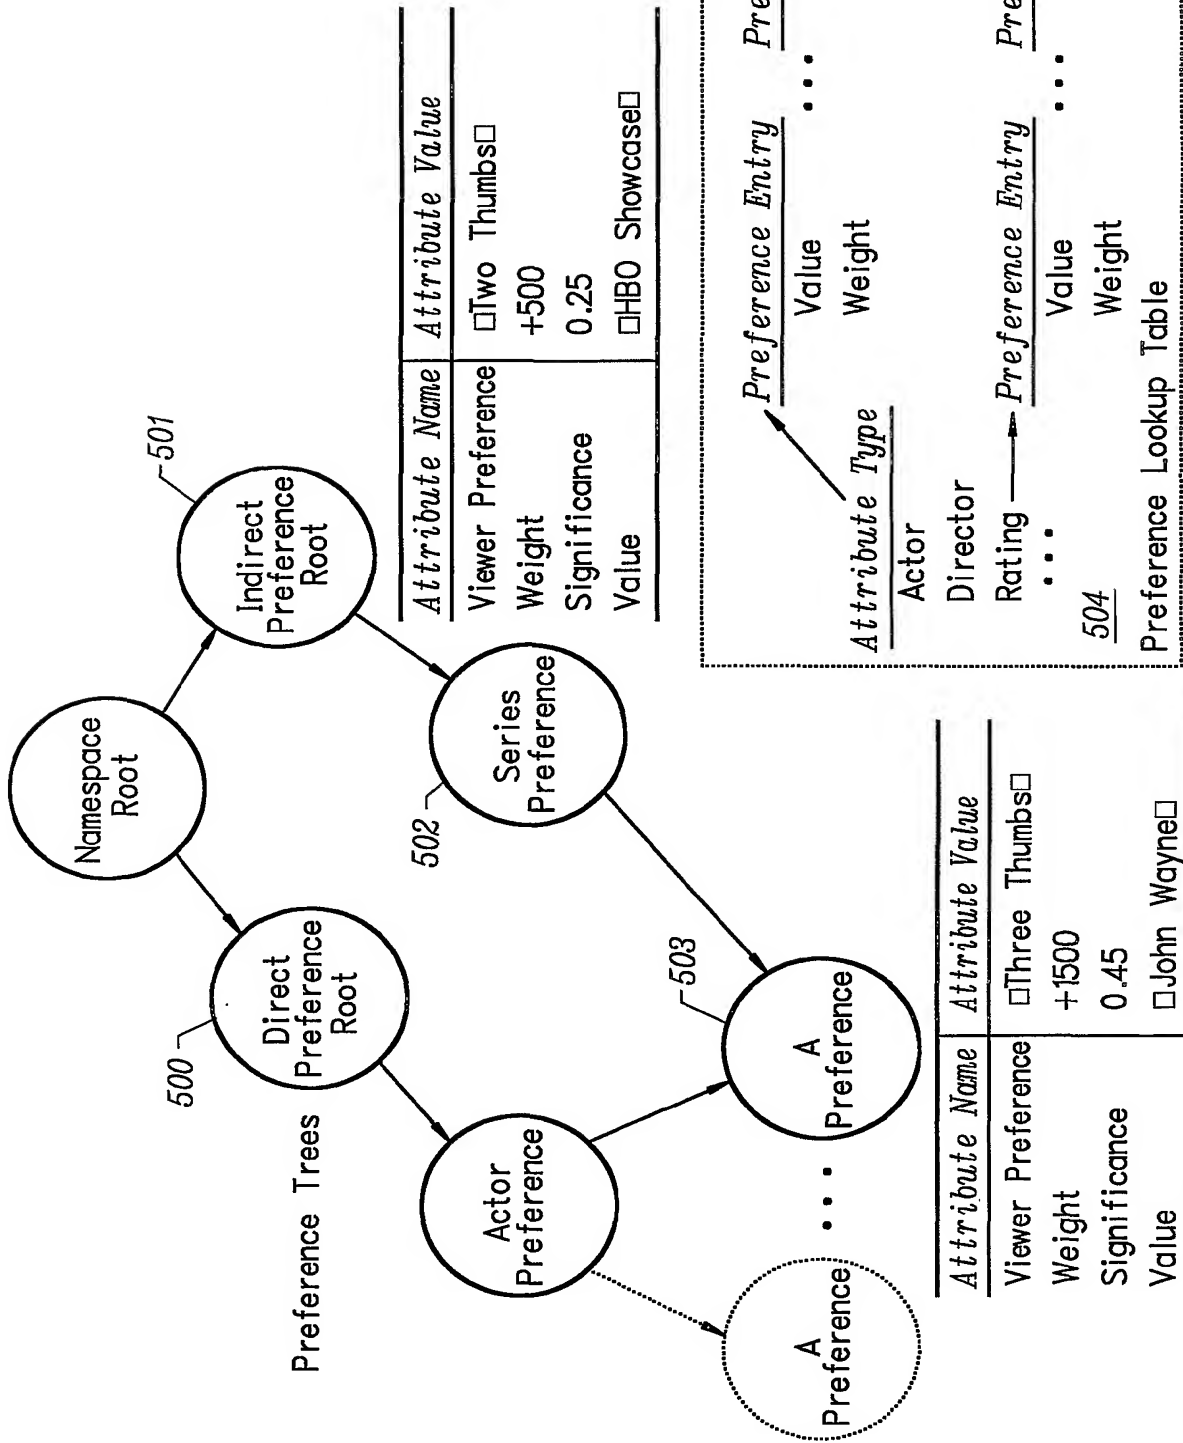 Namespace
Root
500
Direct
Preference
Root
501
Indirect
Preference
Root
Preference Trees
Actor
Preference
502
Series
Preference
A
Preference
...
503
A
Preference
Attribute Name Attribute Value
Viewer Preference □Two Thumbs□
Weight +500
Significance 0.25
Value □HBO Showcase□
Attribute Name Attribute Value
Viewer Preference □Three Thumbs□
Weight +1500
Significance 0.45
Value □John Wayne□
Attribute Type
Actor
Director
Rating
...
Preference Entry Pre
Value ...
Weight
Preference Entry Pre
Value ...
Weight
504
Preference Lookup Table